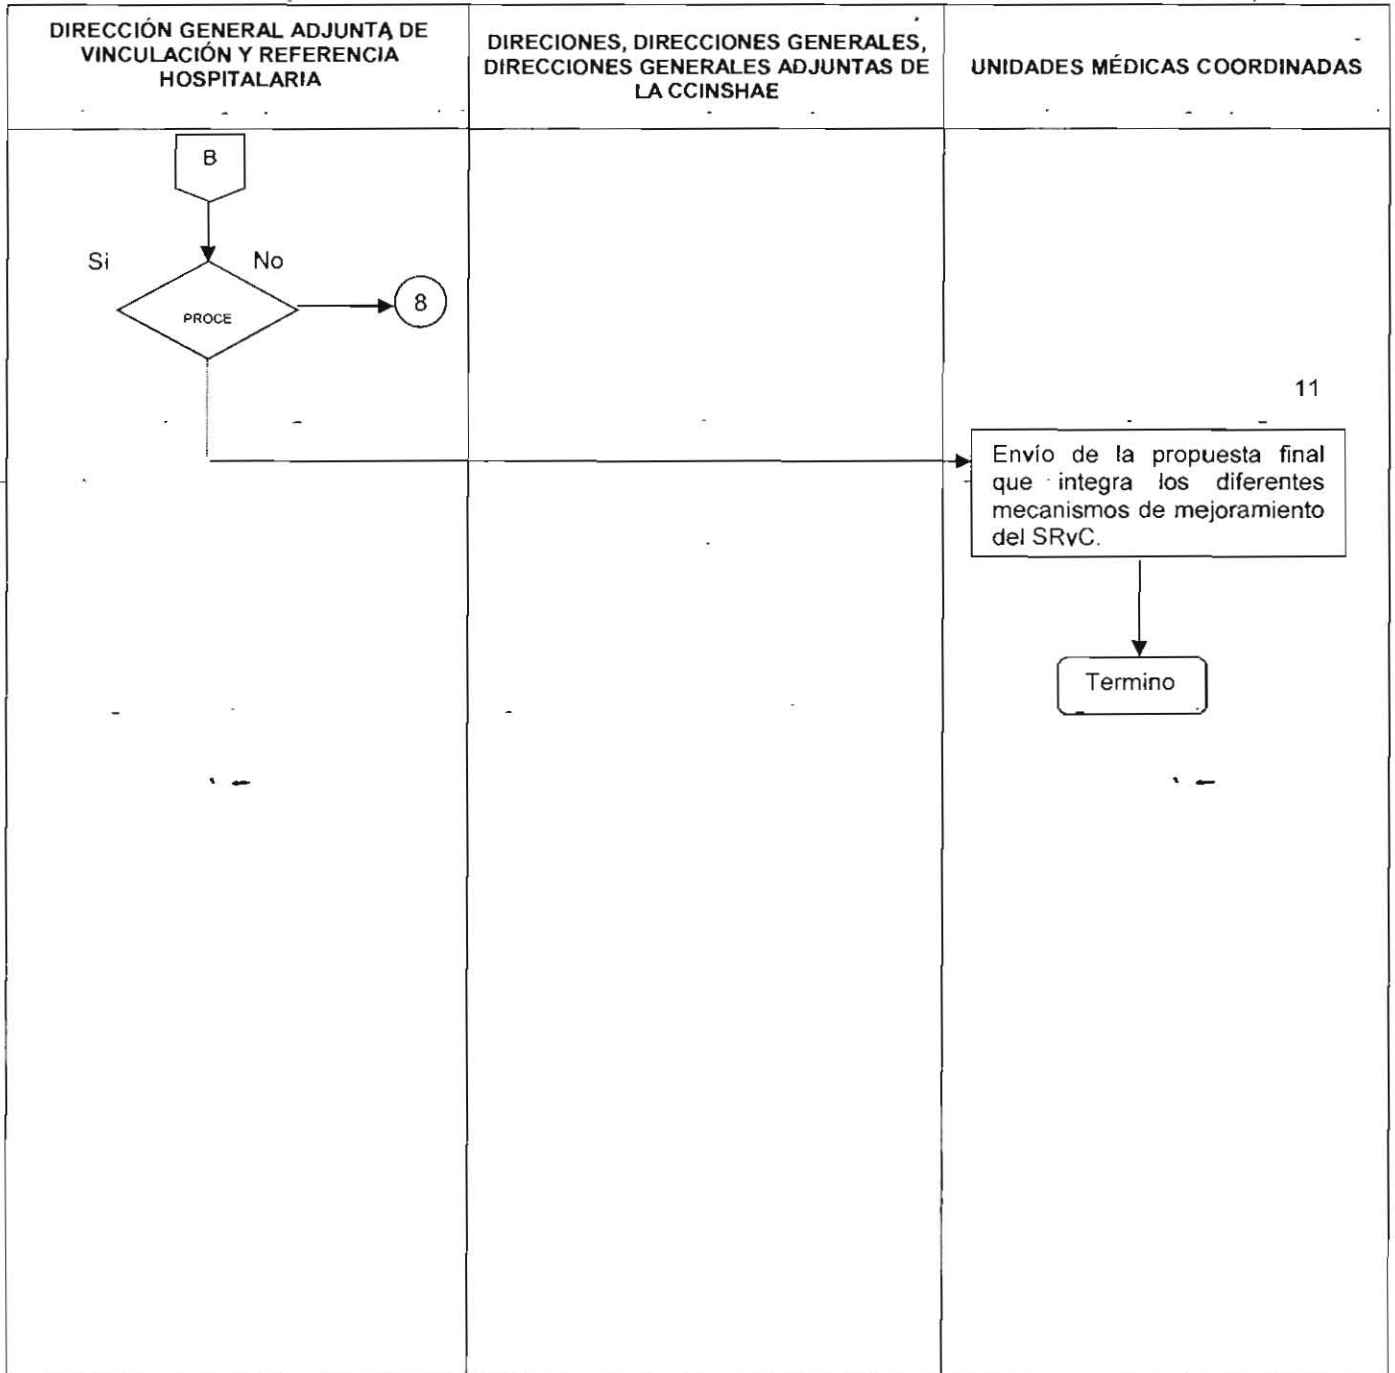 DIRECCIÓN GENERAL ADJUNTA DE
VINCULACIÓN Y REFERENCIA
HOSPITALARIA
DIRECIONES, DIRECCIONES GENERALES,
DIRECCIONES GENERALES ADJUNTAS DE
LA CCINSHAE
UNIDADES MÉDICAS COORDINADAS
B
Si
No
PROCE
8
11
Envío de la propuesta final
que integra los diferentes
mecanismos de mejoramiento
del SRvC.
Termino